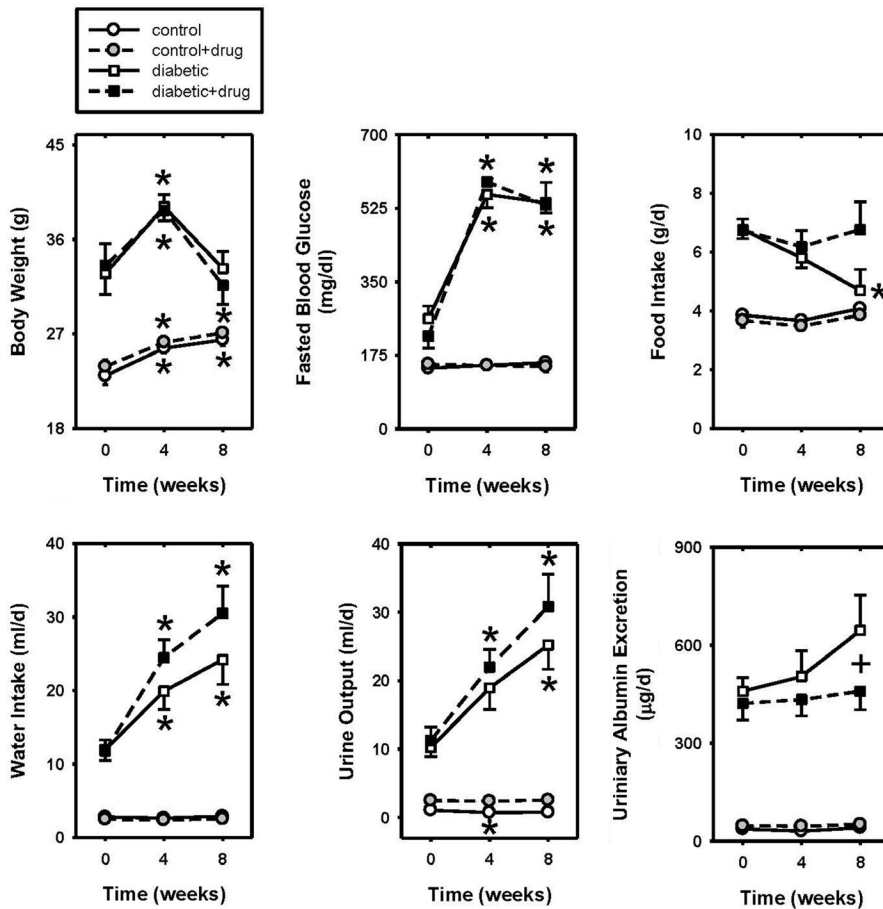 control
control+drug
diabetic
diabetic+drug
Body Weight (g)
45
36
27
18
0 4 8
Time (weeks)
*
*
*
*
*
*
Fasted Blood Glucose
(mg/dl)
700
525
350
175
0
0 4 8
Time (weeks)
*
*
*
*
Food Intake (g/d)
10
8
6
4
2
0
0 4 8
Time (weeks)
*
Water Intake (ml/d)
40
30
20
10
0
0 4 8
Time (weeks)
*
*
*
*
Urine Output (ml/d)
40
30
20
10
0
0 4 8
Time (weeks)
*
*
*
*
Uriniary Albumin Excretion
(µg/d)
900
600
300
0
0 4 8
Time (weeks)
+